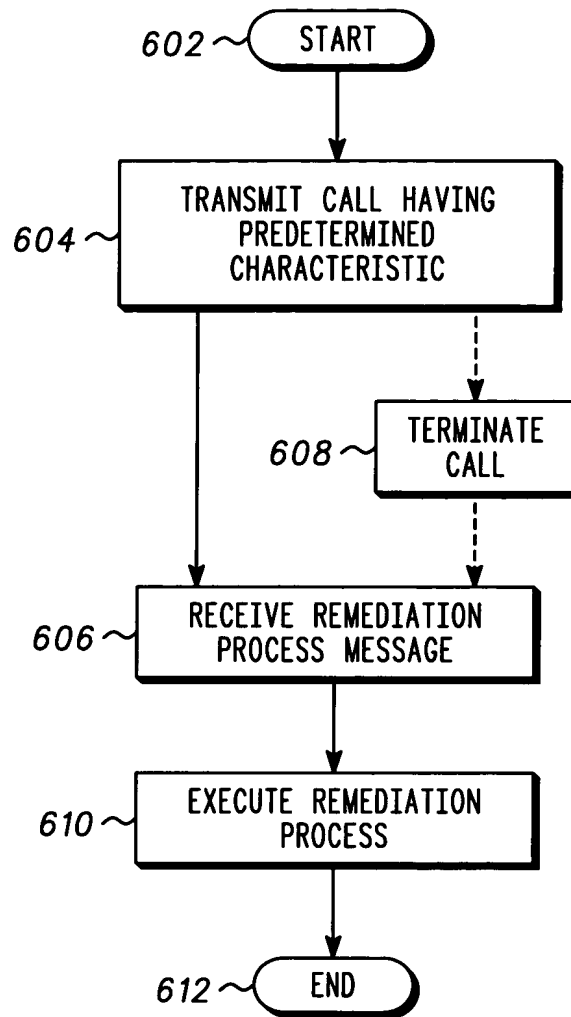 602
START
604
TRANSMIT CALL HAVING
PREDETERMINED
CHARACTERISTIC
608
TERMINATE
CALL
606
RECEIVE REMEDIATION
PROCESS MESSAGE
610
EXECUTE REMEDIATION
PROCESS
612
END